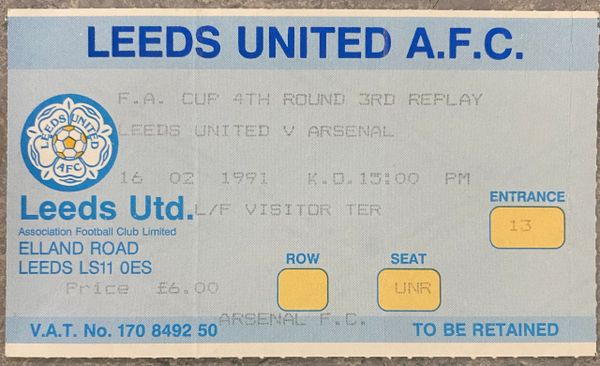 LEEDS UNITED A.F.C.
F.A. CUP 4TH ROUND 3RD REPLAY
LEEDS UNITED V ARSENAL
LEEDS UNITED
AFC
16 02 1991 K.O.15:00 PM
Leeds Utd.
L/F VISITOR TER
Association Football Club Limited
ELLAND ROAD
LEEDS LS11 0ES
ENTRANCE
13
ROW
SEAT
UNR
Price £6.00
ARSENAL F.C.
V.A.T. No. 170 8492 50
TO BE RETAINED